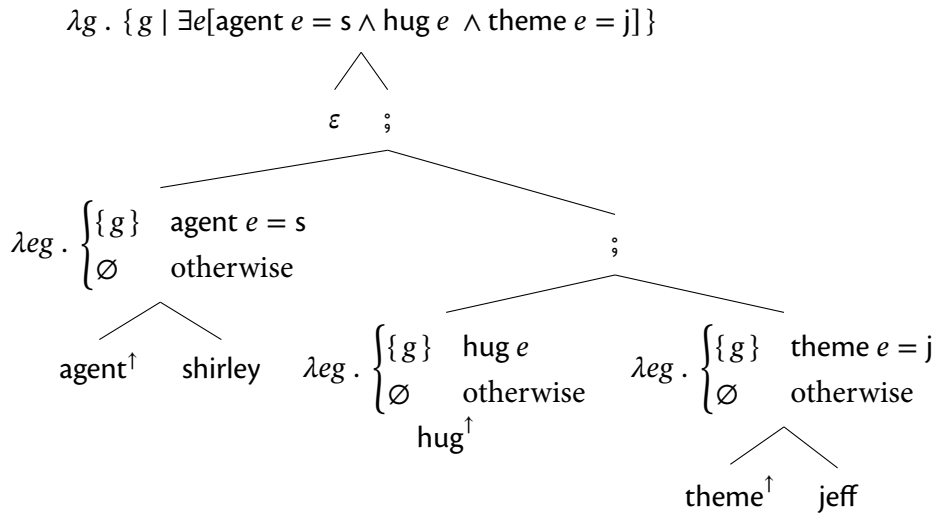 λg . { g | ∃e[agent e = s ∧ hug e ∧ theme e = j] }
ε ⨟
λeg . { {g} agent e = s
∅ otherwise
⨟
agent↑ shirley
λeg . { {g} hug e
∅ otherwise
hug↑
λeg . { {g} theme e = j
∅ otherwise
theme↑ jeff